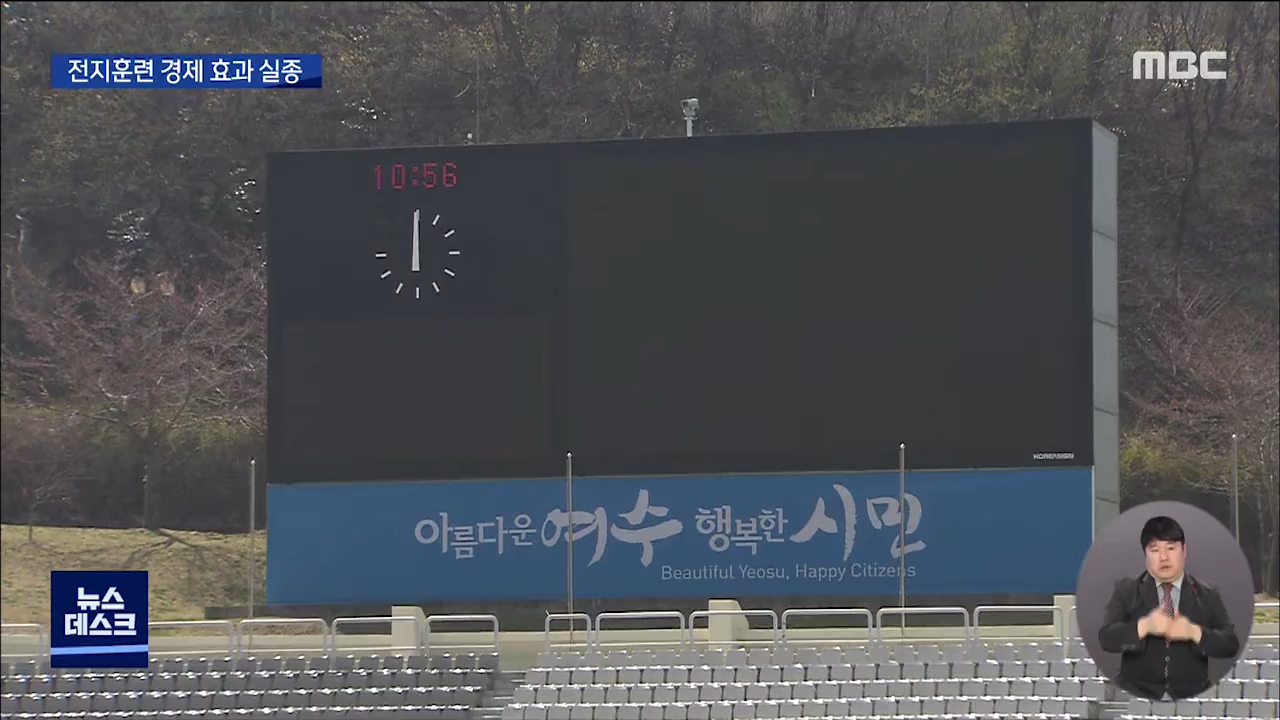 전지훈련 경제 효과 실종
MBC
10:56
KOREASIGN
아름다운 여수 행복한 시민
Beautiful Yeosu, Happy Citizens
뉴스
데스크